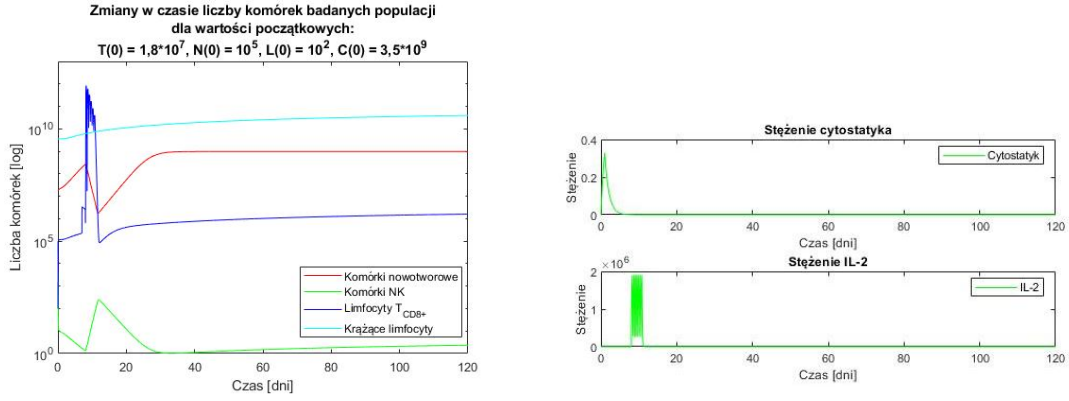 Zmiany w czasie liczby komórek badanych populacji
dla wartości początkowych:
T(0) = 1,8*10^7, N(0) = 10^5, L(0) = 10^2, C(0) = 3,5*10^9
Liczba komórek [log]
10^10
10^5
10^0
0 20 40 60 80 100 120
Czas [dni]
Komórki nowotworowe
Komórki NK
Limfocyty T_CD8+
Krążące limfocyty
Stężenie cytostatyka
Stężenie
0.4
0.2
0
0 20 40 60 80 100 120
Czas [dni]
Cytostatyk
Stężenie IL-2
×10^6
Stężenie
2
1
0
0 20 40 60 80 100 120
Czas [dni]
IL-2